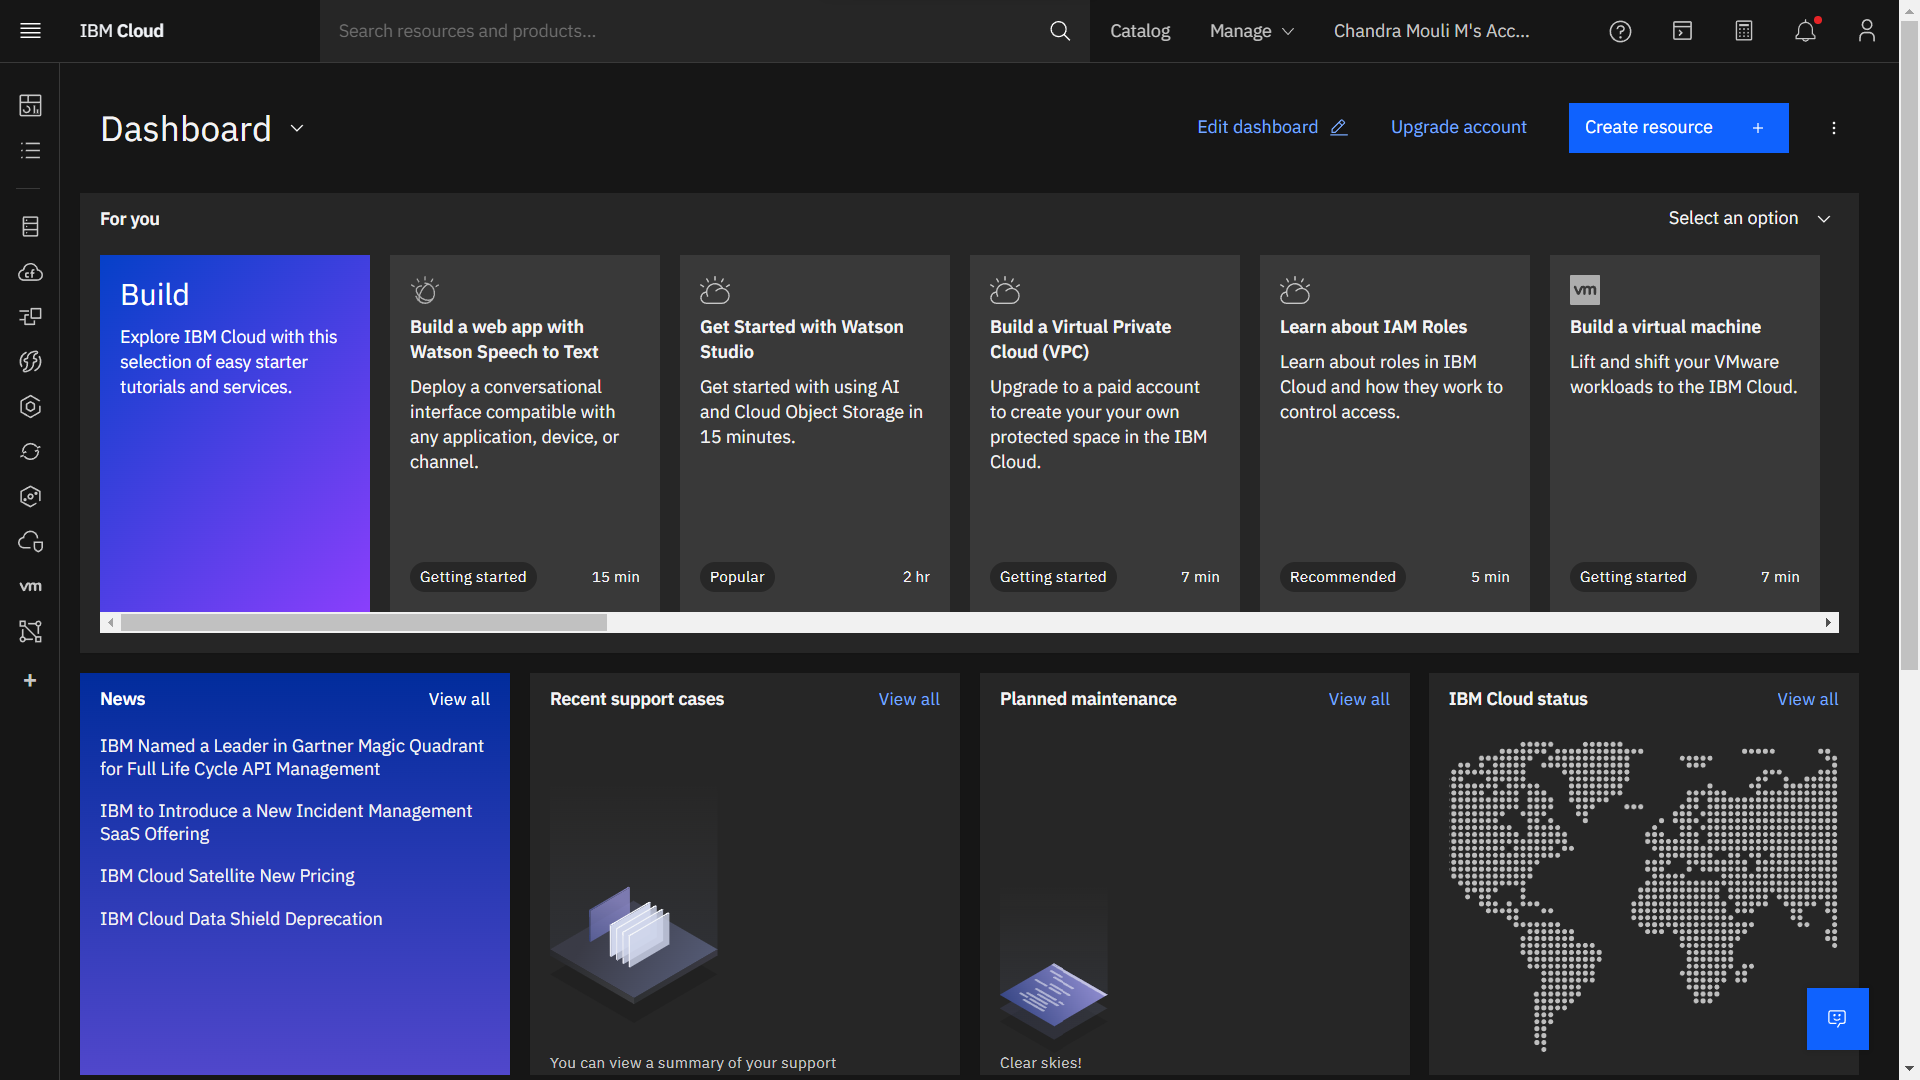 IBM Cloud
Search resources and products...
Catalog
Manage
Chandra Mouli M's Acc...
Dashboard
Edit dashboard
Upgrade account
Create resource +
For you
Select an option
Build
Explore IBM Cloud with this
selection of easy starter
tutorials and services.
Build a web app with
Watson Speech to Text
Deploy a conversational
interface compatible with
any application, device, or
channel.
Getting started
15 min
Get Started with Watson
Studio
Get started with using AI
and Cloud Object Storage in
15 minutes.
Popular
2 hr
Build a Virtual Private
Cloud (VPC)
Upgrade to a paid account
to create your your own
protected space in the IBM
Cloud.
Getting started
7 min
Learn about IAM Roles
Learn about roles in IBM
Cloud and how they work to
control access.
Recommended
5 min
vm
Build a virtual machine
Lift and shift your VMware
workloads to the IBM Cloud.
Getting started
7 min
cf
vm
News
View all
IBM Named a Leader in Gartner Magic Quadrant
for Full Life Cycle API Management
IBM to Introduce a New Incident Management
SaaS Offering
IBM Cloud Satellite New Pricing
IBM Cloud Data Shield Deprecation
Recent support cases
View all
You can view a summary of your support
Planned maintenance
View all
Clear skies!
IBM Cloud status
View all